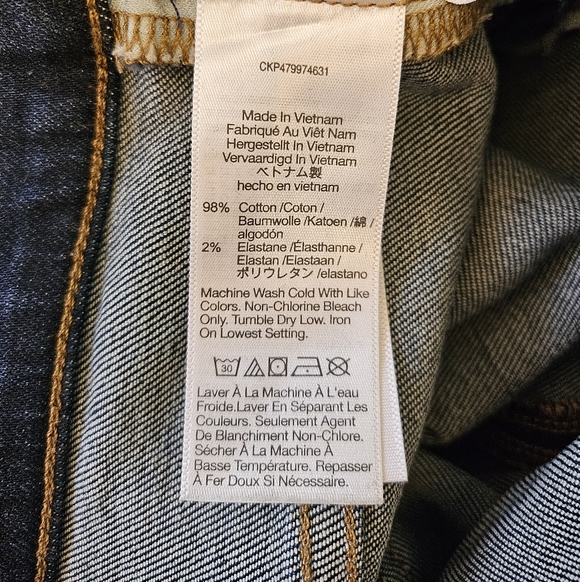 CKP479974631
Made In Vietnam
Fabriqué Au Viêt Nam
Hergestellt In Vietnam
Vervaardigd In Vietnam
ベトナム製
hecho en vietnam
98% Cotton /Coton /
Baumwolle /Katoen /綿 /
algodón
2% Elastane /Élasthanne /
Elastan /Elastaan /
ポリウレタン /elastano
Machine Wash Cold With Like
Colors. Non-Chlorine Bleach
Only. Tumble Dry Low. Iron
On Lowest Setting.
30
Laver À La Machine À L'eau
Froide.Laver En Séparant Les
Couleurs. Seulement Agent
De Blanchiment Non-Chlore.
Sécher À La Machine À
Basse Température. Repasser
À Fer Doux Si Nécessaire.